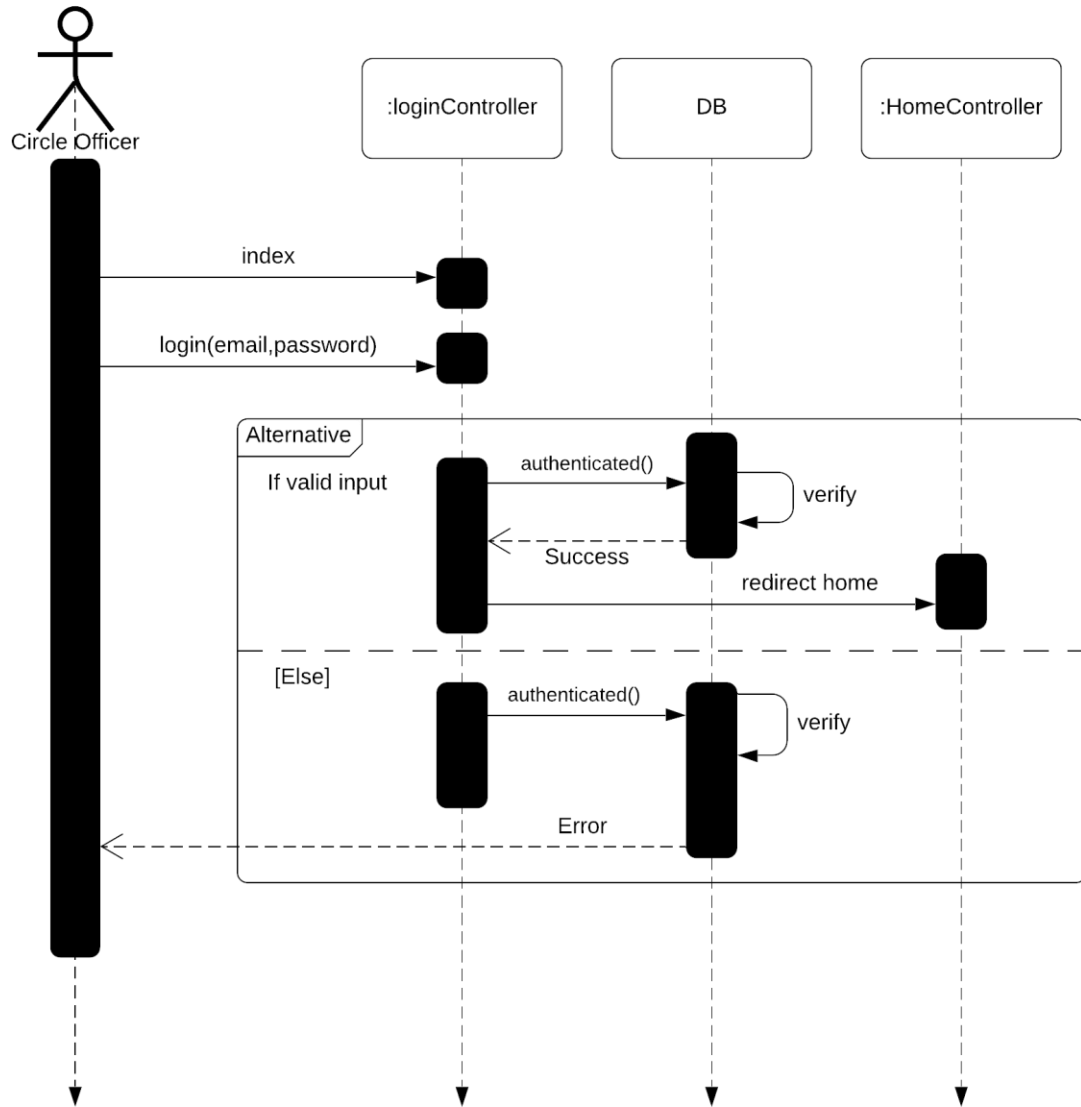 :loginController
DB
:HomeController
Circle Officer
index
login(email,password)
Alternative
If valid input
authenticated()
verify
Success
redirect home
[Else]
authenticated()
verify
Error